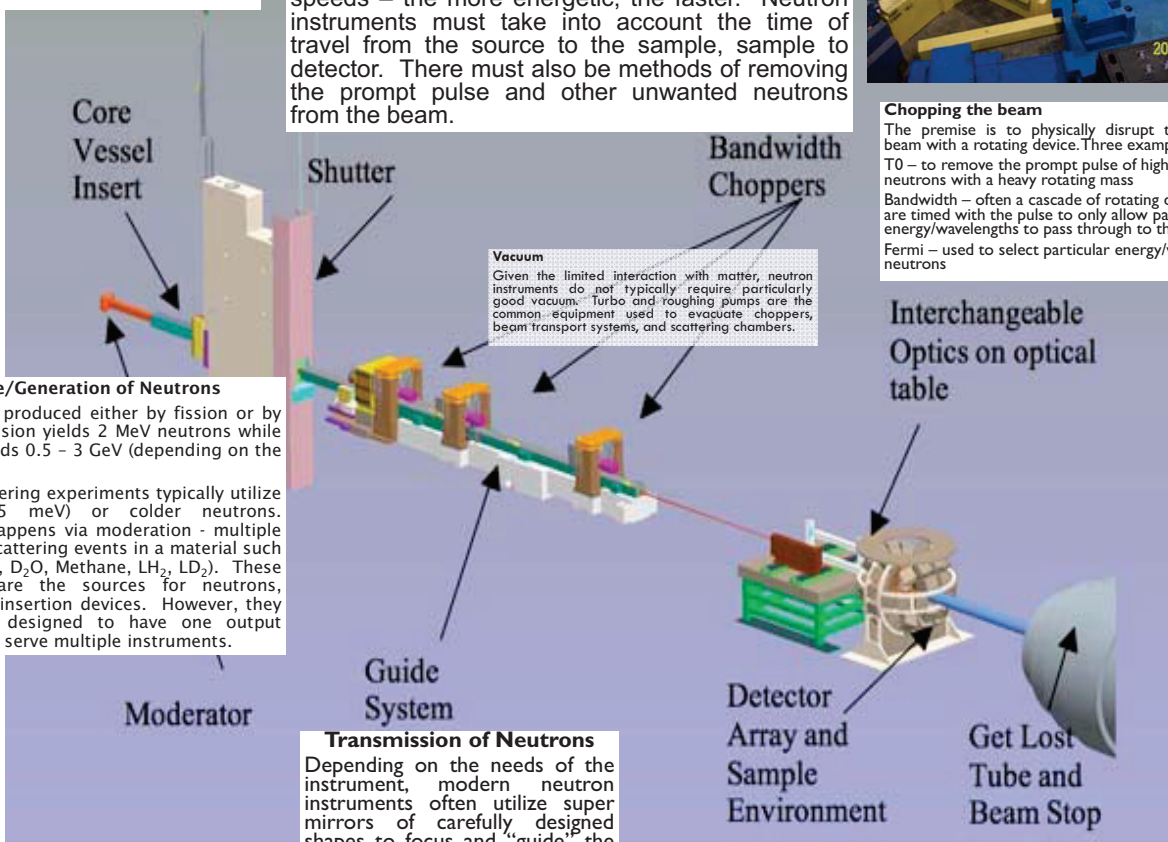 speeds – the more energetic, the faster. Neutron
instruments must take into account the time of
travel from the source to the sample, sample to
detector. There must also be methods of removing
the prompt pulse and other unwanted neutrons
from the beam.
20
Chopping the beam
The premise is to physically disrupt
beam with a rotating device. Three
T0 – to remove the prompt pulse of high
neutrons with a heavy rotating mass
Bandwidth – often a cascade of rotating
are timed with the pulse to only allow
energy/wavelengths to pass through to
Fermi – used to select particular
neutrons
Core
Vessel
Insert
Shutter
Bandwidth
Choppers
Vacuum
Given the limited interaction with matter, neutron
instruments do not typically require particularly
good vacuum. Turbo and roughing pumps are the
common equipment used to evacuate choppers,
beam transport systems, and scattering chambers.
Interchangeable
Optics on optical
table
e/Generation of Neutrons
produced either by fission or by
sion yields 2 MeV neutrons while
ds 0.5 – 3 GeV (depending on the
ering experiments typically utilize
5 meV) or colder neutrons.
appens via moderation - multiple
cattering events in a material such
, D₂O, Methane, LH₂, LD₂). These
are the sources for neutrons,
insertion devices. However, they
designed to have one output
serve multiple instruments.
Moderator
Guide
System
Transmission of Neutrons
Depending on the needs of the
instrument, modern neutron
instruments often utilize super
mirrors of carefully designed
shapes to focus and "guide" the
Detector
Array and
Sample
Environment
Get Lost
Tube and
Beam Stop